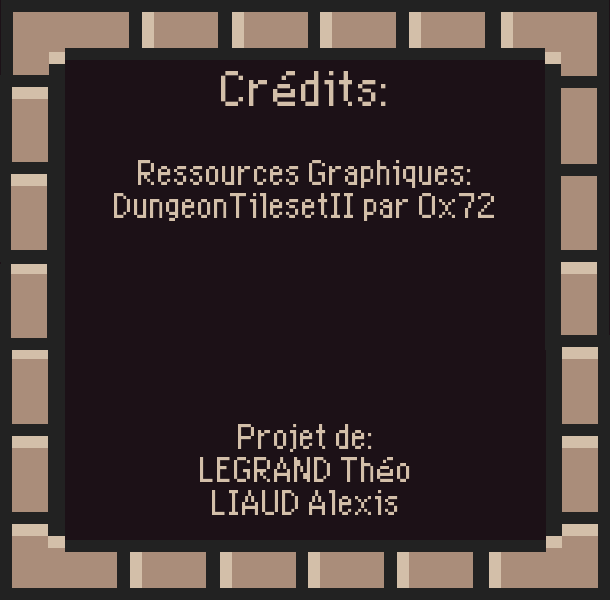 Crédits:
Ressources Graphiques:
DungeonTilesetII par 0x72
Projet de:
LEGRAND Théo
LIAUD Alexis